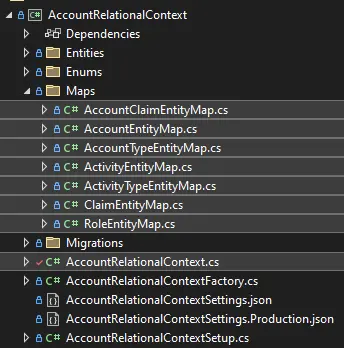 C# AccountRelationalContext
Dependencies
Entities
Enums
Maps
C# AccountClaimEntityMap.cs
C# AccountEntityMap.cs
C# AccountTypeEntityMap.cs
C# ActivityEntityMap.cs
C# ActivityTypeEntityMap.cs
C# ClaimEntityMap.cs
C# RoleEntityMap.cs
Migrations
C# AccountRelationalContext.cs
C# AccountRelationalContextFactory.cs
AccountRelationalContextSettings.json
AccountRelationalContextSettings.Production.json
C# AccountRelationalContextSetup.cs